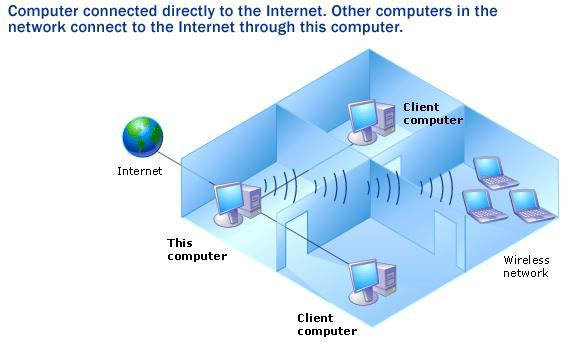 Computer connected directly to the Internet. Other computers in the
network connect to the Internet through this computer.
Client
computer
Internet
This
computer
Wireless
network
Client
computer